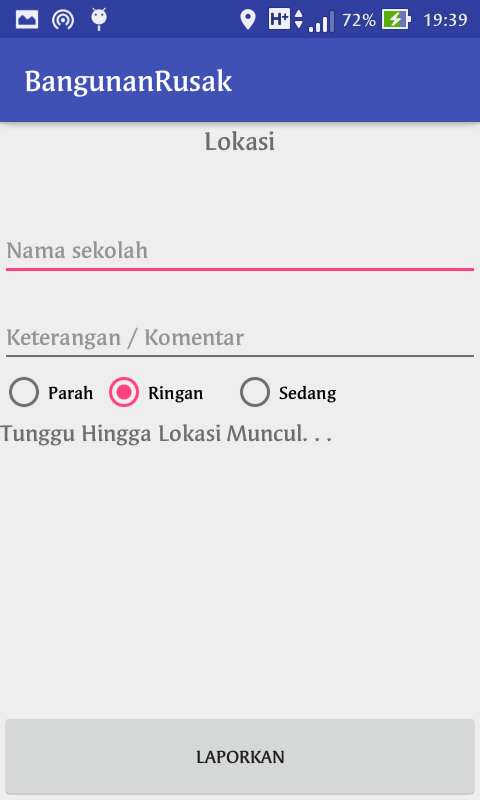 H+ 72% 19:39
BangunanRusak
Lokasi
Nama sekolah
Keterangan / Komentar
Parah Ringan Sedang
Tunggu Hingga Lokasi Muncul. . .
LAPORKAN